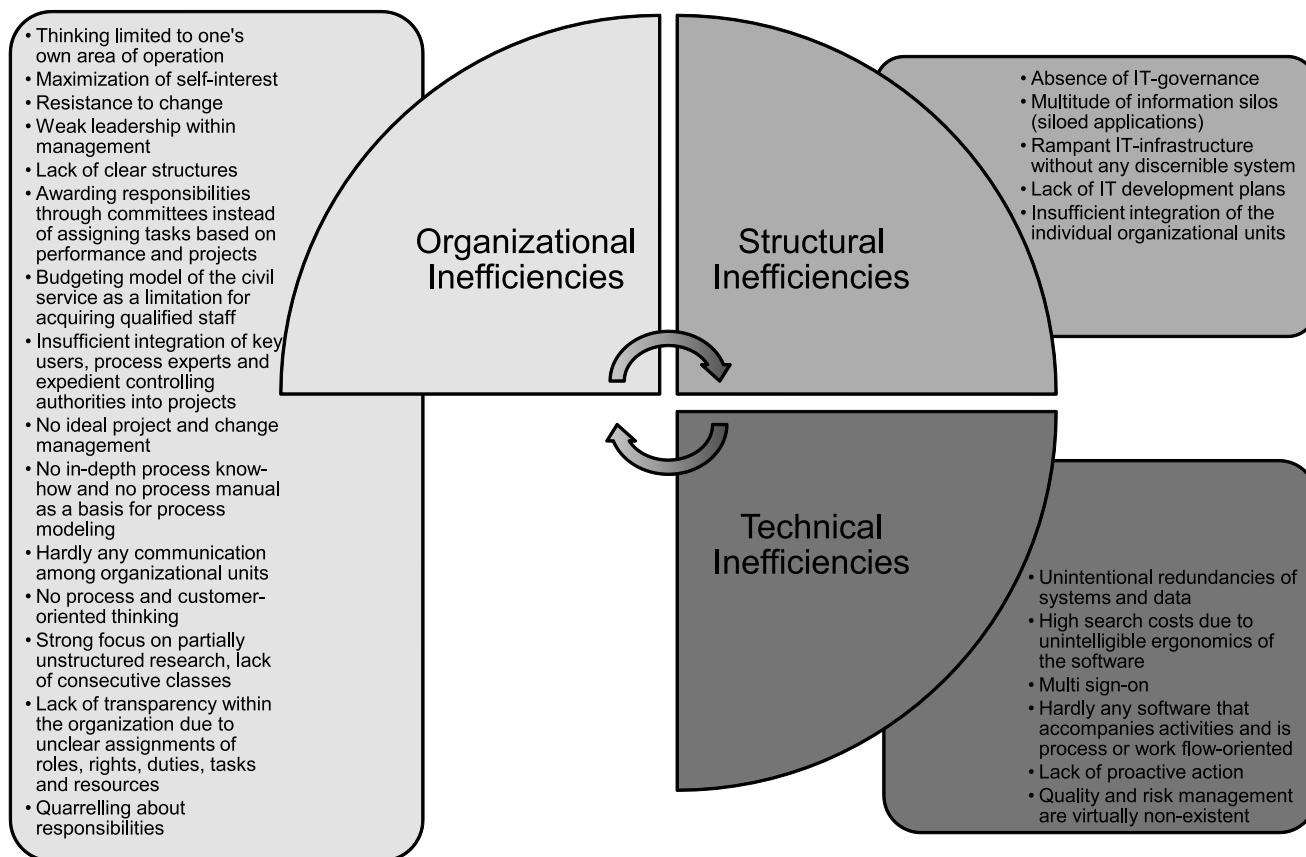 • Thinking limited to one's
own area of operation
• Maximization of self-interest
• Resistance to change
• Weak leadership within
management
• Lack of clear structures
• Awarding responsibilities
through committees instead
of assigning tasks based on
performance and projects
• Budgeting model of the civil
service as a limitation for
acquiring qualified staff
• Insufficient integration of key
users, process experts and
expedient controlling
authorities into projects
• No ideal project and change
management
• No in-depth process know-
how and no process manual
as a basis for process
modeling
• Hardly any communication
among organizational units
• No process and customer-
oriented thinking
• Strong focus on partially
unstructured research, lack
of consecutive classes
• Lack of transparency within
the organization due to
unclear assignments of
roles, rights, duties, tasks
and resources
• Quarrelling about
responsibilities
Organizational
Inefficiencies
Structural
Inefficiencies
• Absence of IT-governance
• Multitude of information silos
(siloed applications)
• Rampant IT-infrastructure
without any discernible system
• Lack of IT development plans
• Insufficient integration of the
individual organizational units
Technical
Inefficiencies
• Unintentional redundancies of
systems and data
• High search costs due to
unintelligible ergonomics of
the software
• Multi sign-on
• Hardly any software that
accompanies activities and is
process or work flow-oriented
• Lack of proactive action
• Quality and risk management
are virtually non-existent